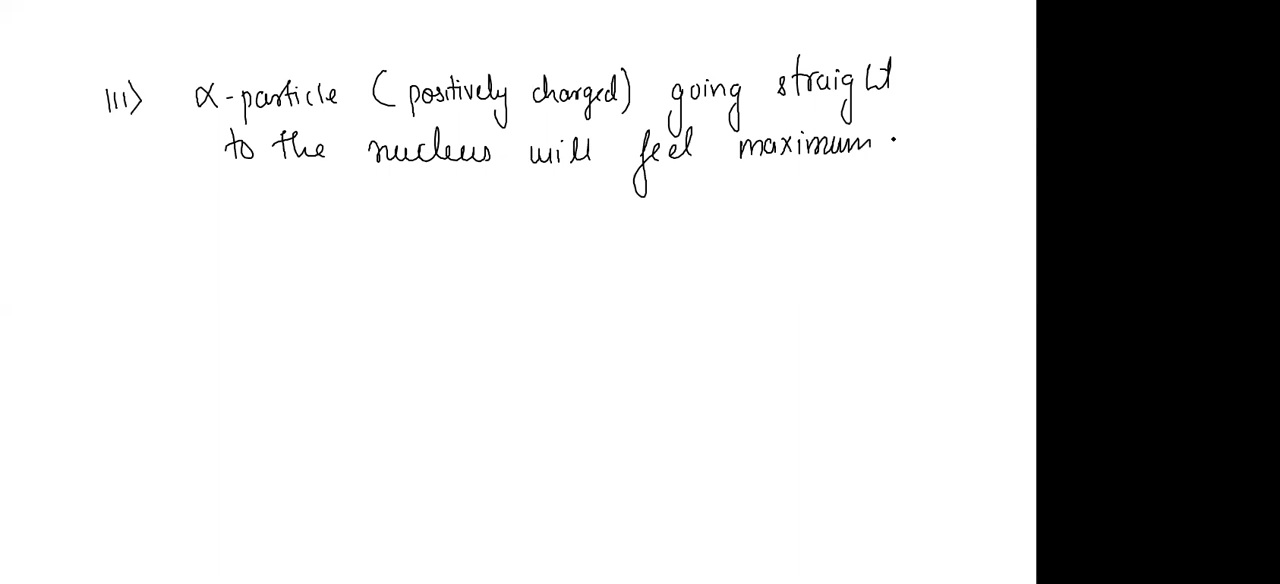 III> α-particle (positively charged) going straight
to the nucleus will feel maximum.